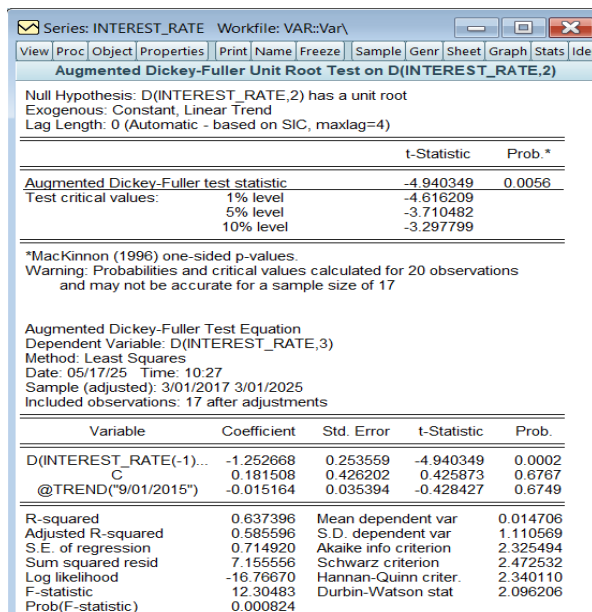 Series: INTEREST_RATE Workfile: VAR::Var\
View Proc Object Properties Print Name Freeze Sample Genr Sheet Graph Stats Ide
Augmented Dickey-Fuller Unit Root Test on D(INTEREST_RATE,2)
Null Hypothesis: D(INTEREST_RATE,2) has a unit root
Exogenous: Constant, Linear Trend
Lag Length: 0 (Automatic - based on SIC, maxlag=4)
t-Statistic Prob.*
Augmented Dickey-Fuller test statistic -4.940349 0.0056
Test critical values: 1% level -4.616209
5% level -3.710482
10% level -3.297799
*MacKinnon (1996) one-sided p-values.
Warning: Probabilities and critical values calculated for 20 observations
and may not be accurate for a sample size of 17
Augmented Dickey-Fuller Test Equation
Dependent Variable: D(INTEREST_RATE,3)
Method: Least Squares
Date: 05/17/25 Time: 10:27
Sample (adjusted): 3/01/2017 3/01/2025
Included observations: 17 after adjustments
Variable Coefficient Std. Error t-Statistic Prob.
D(INTEREST_RATE(-1)... -1.252668 0.253559 -4.940349 0.0002
C 0.181508 0.426202 0.425873 0.6767
@TREND("9/01/2015") -0.015164 0.035394 -0.428427 0.6749
R-squared 0.637396 Mean dependent var 0.014706
Adjusted R-squared 0.585596 S.D. dependent var 1.110569
S.E. of regression 0.714920 Akaike info criterion 2.325494
Sum squared resid 7.155556 Schwarz criterion 2.472532
Log likelihood -16.76670 Hannan-Quinn criter. 2.340110
F-statistic 12.30483 Durbin-Watson stat 2.096206
Prob(F-statistic) 0.000824